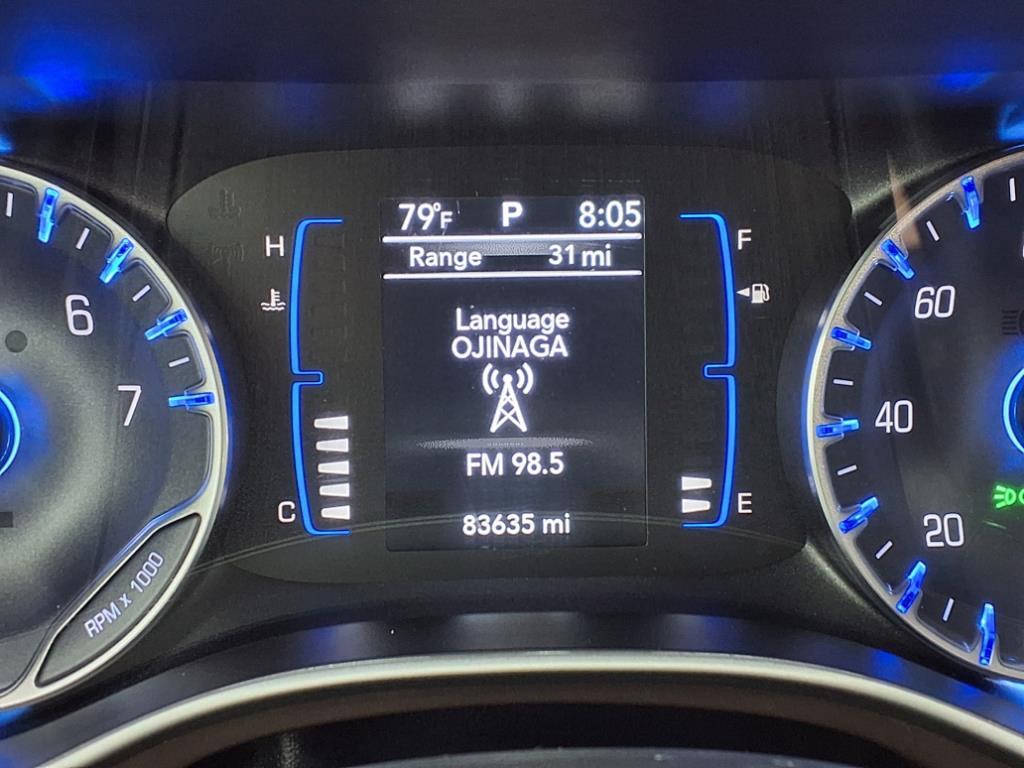 79°F P 8:05
Range 31 mi
Language
OJINAGA
FM 98.5
83635 mi
H
C
F
E
6
7
RPM x 1000
60
40
20